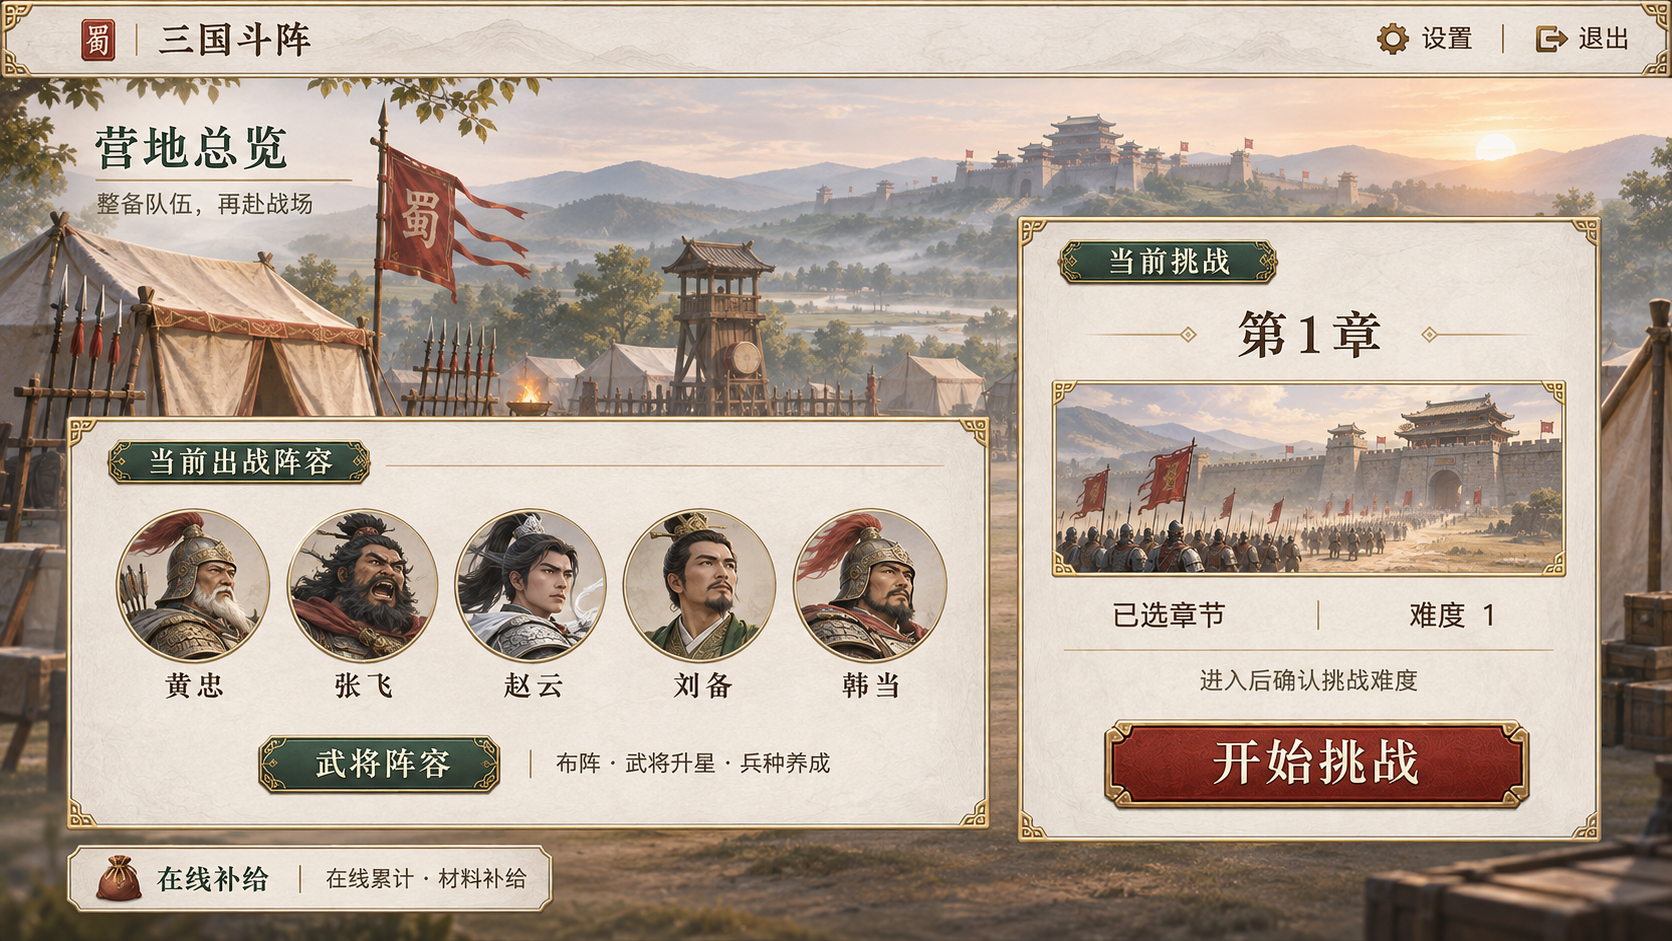 蜀 三国斗阵
设置 退出
营地总览
整备队伍，再赴战场
蜀
当前挑战
第1章
已选章节 难度 1
进入后确认挑战难度
开始挑战
当前出战阵容
黄忠 张飞 赵云 刘备 韩当
武将阵容 布阵·武将升星·兵种养成
在线补给 在线累计·材料补给